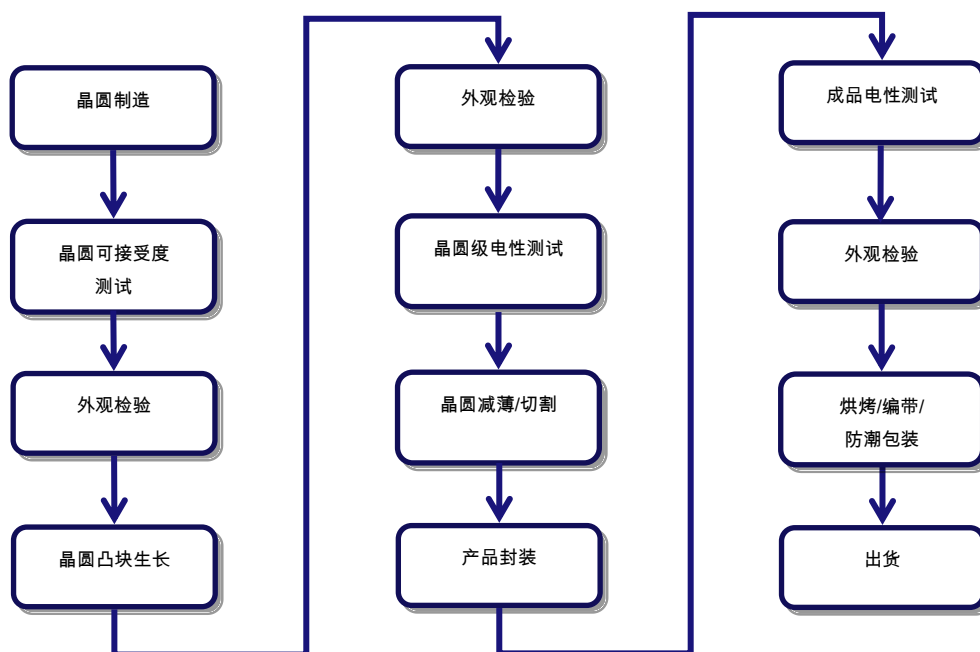 晶圆制造
晶圆可接受度
测试
外观检验
晶圆凸块生长
外观检验
晶圆级电性测试
晶圆减薄/切割
产品封装
成品电性测试
外观检验
烘烤/编带/
防潮包装
出货